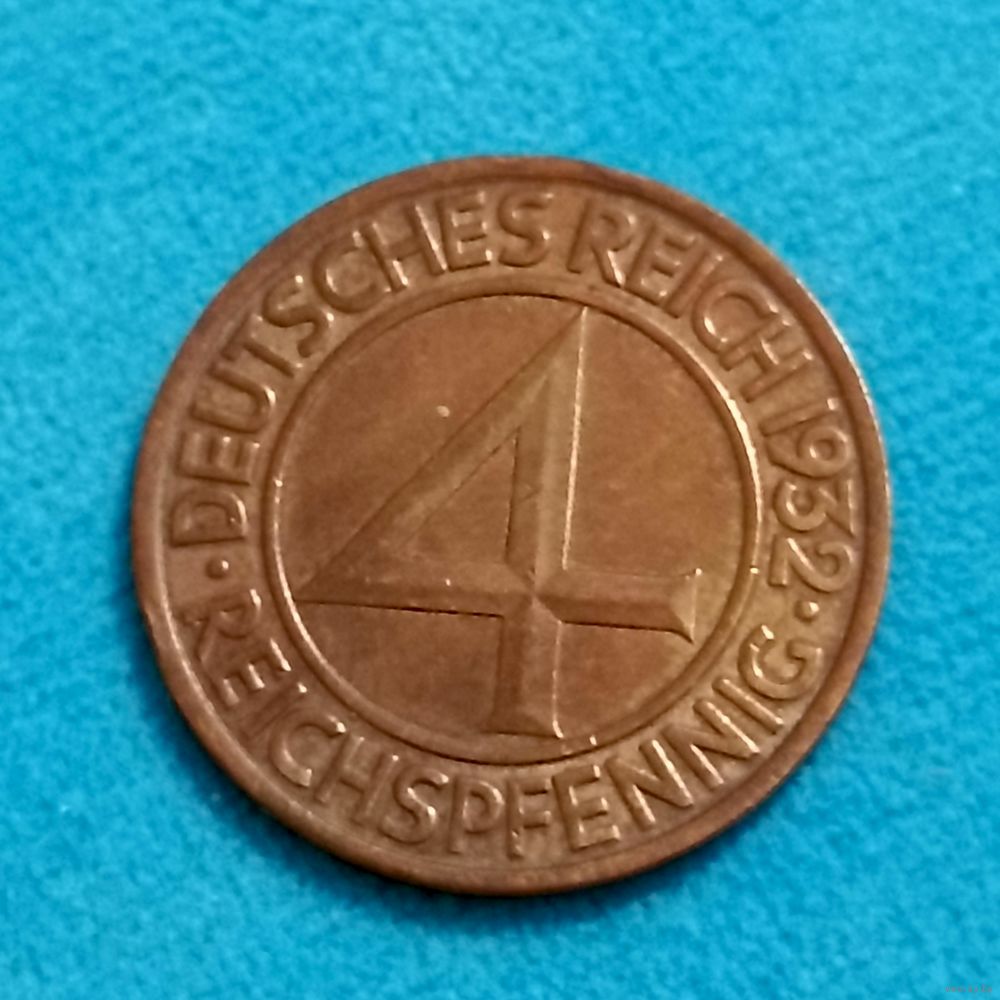 DEUTSCHES REICH 1932
4
REICHSPFENNIG